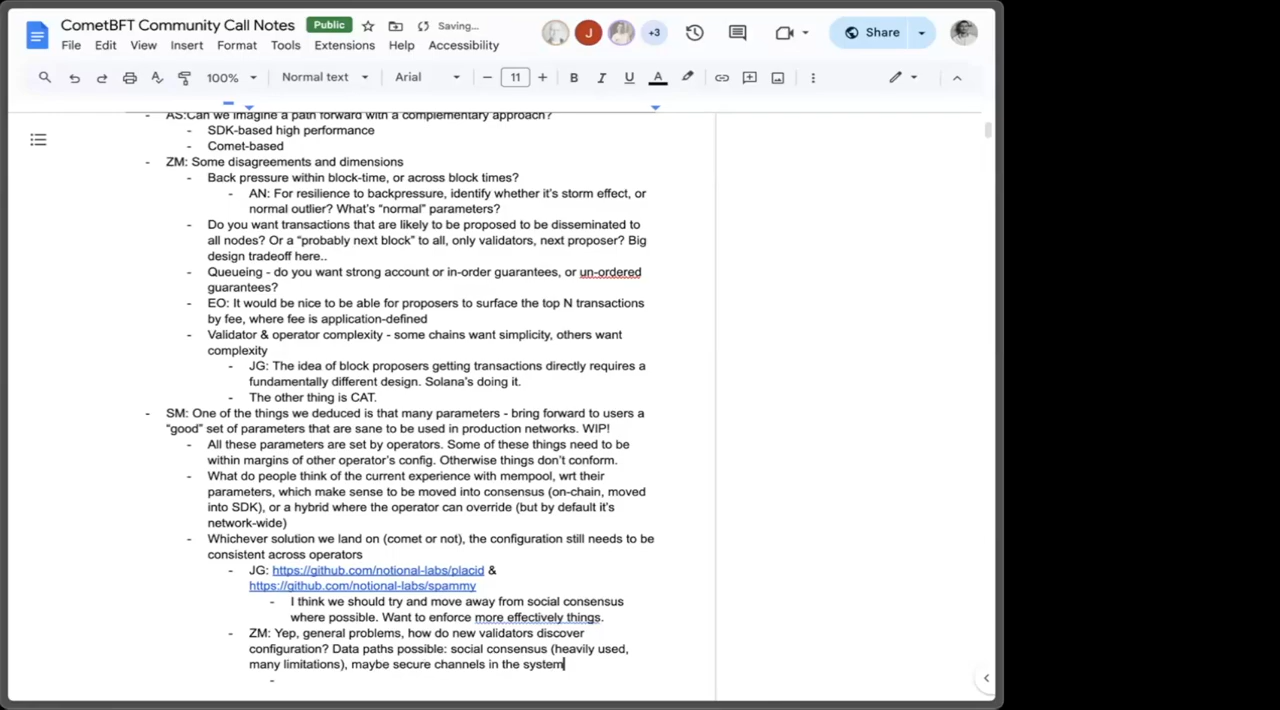 CometBFT Community Call Notes Public Saving...
File Edit View Insert Format Tools Extensions Help Accessibility
J +3 Share
100% Normal text Arial 11 B I U A
AS:Can we imagine a path forward with a complementary approach?
- SDK-based high performance
- Comet-based
- ZM: Some disagreements and dimensions
- Back pressure within block-time, or across block times?
- AN: For resilience to backpressure, identify whether it's storm effect, or
normal outlier? What's “normal” parameters?
- Do you want transactions that are likely to be proposed to be disseminated to
all nodes? Or a “probably next block” to all, only validators, next proposer? Big
design tradeoff here..
- Queueing - do you want strong account or in-order guarantees, or un-ordered
guarantees?
- EO: It would be nice to be able for proposers to surface the top N transactions
by fee, where fee is application-defined
- Validator & operator complexity - some chains want simplicity, others want
complexity
- JG: The idea of block proposers getting transactions directly requires a
fundamentally different design. Solana's doing it.
- The other thing is CAT.
- SM: One of the things we deduced is that many parameters - bring forward to users a
“good” set of parameters that are sane to be used in production networks. WIP!
- All these parameters are set by operators. Some of these things need to be
within margins of other operator's config. Otherwise things don't conform.
- What do people think of the current experience with mempool, wrt their
parameters, which make sense to be moved into consensus (on-chain, moved
into SDK), or a hybrid where the operator can override (but by default it's
network-wide)
- Whichever solution we land on (comet or not), the configuration still needs to be
consistent across operators
- JG: https://github.com/notional-labs/placid &
https://github.com/notional-labs/spammy
- I think we should try and move away from social consensus
where possible. Want to enforce more effectively things.
- ZM: Yep, general problems, how do new validators discover
configuration? Data paths possible: social consensus (heavily used,
many limitations), maybe secure channels in the system
-